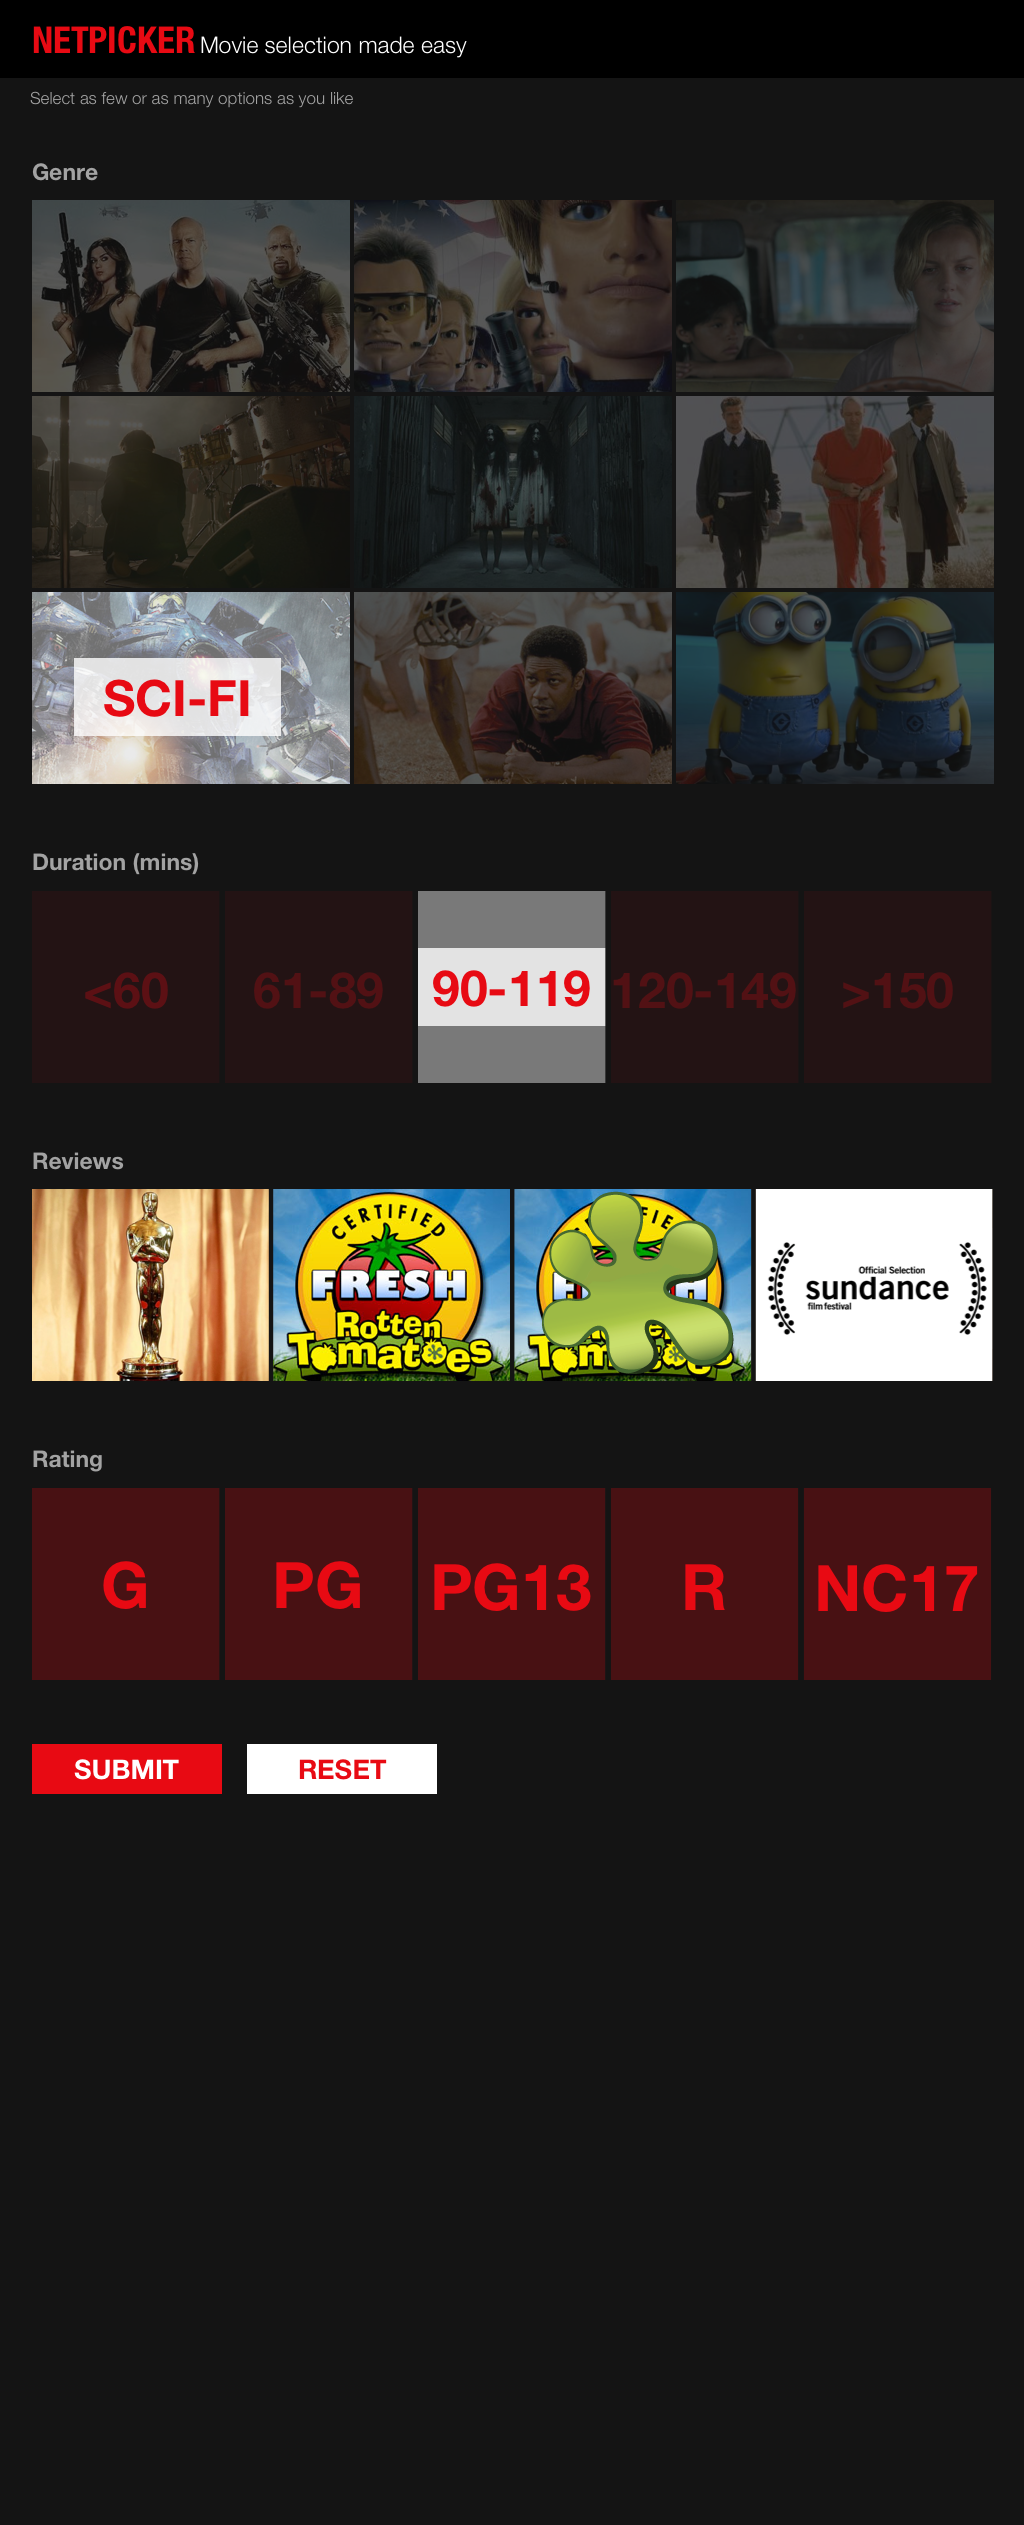 NETPICKER Movie selection made easy
Select as few or as many options as you like
Genre
SCI-FI
Duration (mins)
<60 61-89 90-119 120-149 >150
Reviews
CERTIFIED
FRESH
Rotten
Tomatoes
Official Selection
sundance
film festival
Rating
G PG PG13 R NC17
SUBMIT RESET